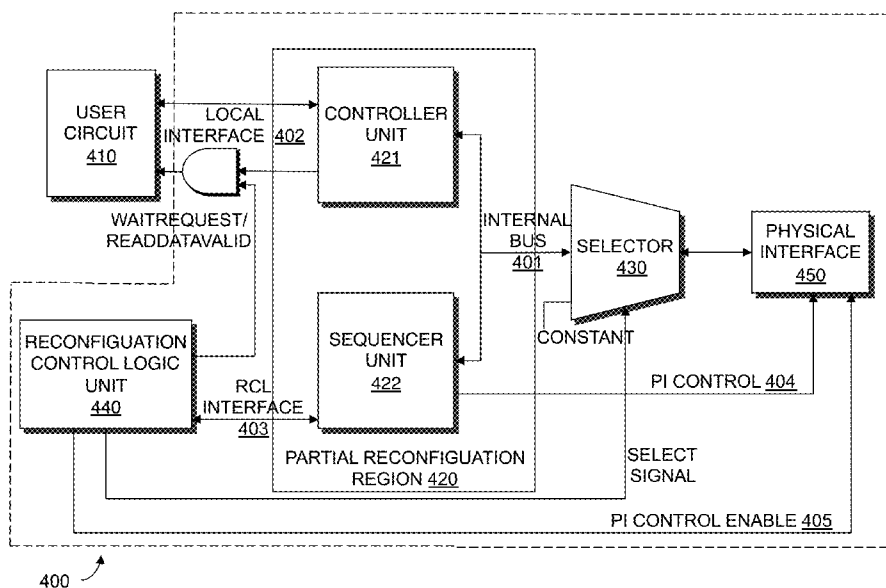 USER
CIRCUIT
410
LOCAL
INTERFACE 402
CONTROLLER
UNIT
421
WAITREQUEST/
READDATAVALID
INTERNAL
BUS
401
SELECTOR
430
PHYSICAL
INTERFACE
450
CONSTANT
RECONFIGUATION
CONTROL LOGIC
UNIT
440
RCL
INTERFACE
403
SEQUENCER
UNIT
422
PI CONTROL 404
PARTIAL RECONFIGUATION
REGION 420
SELECT
SIGNAL
PI CONTROL ENABLE 405
400